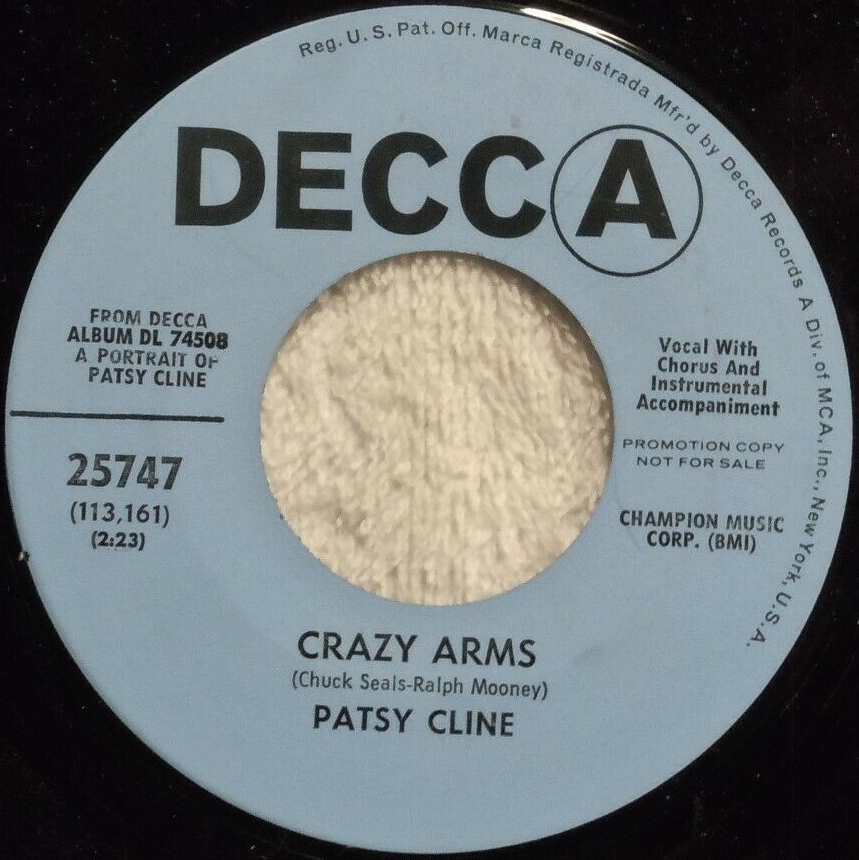 Reg. U. S. Pat. Off. Marca Registrada Mfr'd by Decca Records A Div. of MCA, Inc., New York, U.S.A.
DECCA
FROM DECCA
ALBUM DL 74508
A PORTRAIT OF
PATSY CLINE
25747
(113,161)
(2:23)
Vocal With
Chorus And
Instrumental
Accompaniment
PROMOTION COPY
NOT FOR SALE
CHAMPION MUSIC
CORP. (BMI)
CRAZY ARMS
(Chuck Seals-Ralph Mooney)
PATSY CLINE